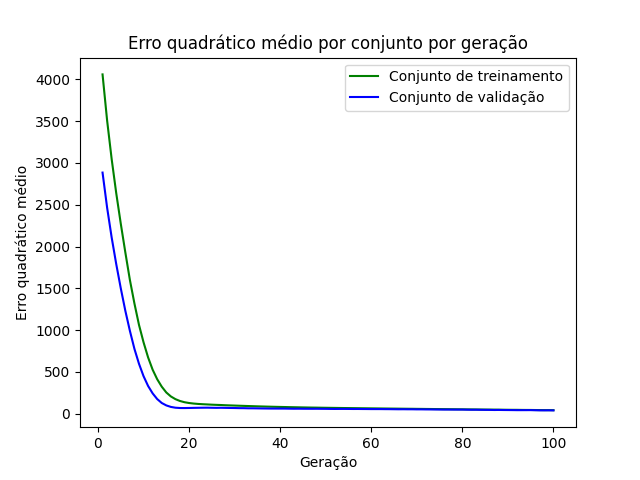 Erro quadrático médio por conjunto por geração
Conjunto de treinamento
Conjunto de validação
Erro quadrático médio
4000
3500
3000
2500
2000
1500
1000
500
0
0 20 40 60 80 100
Geração